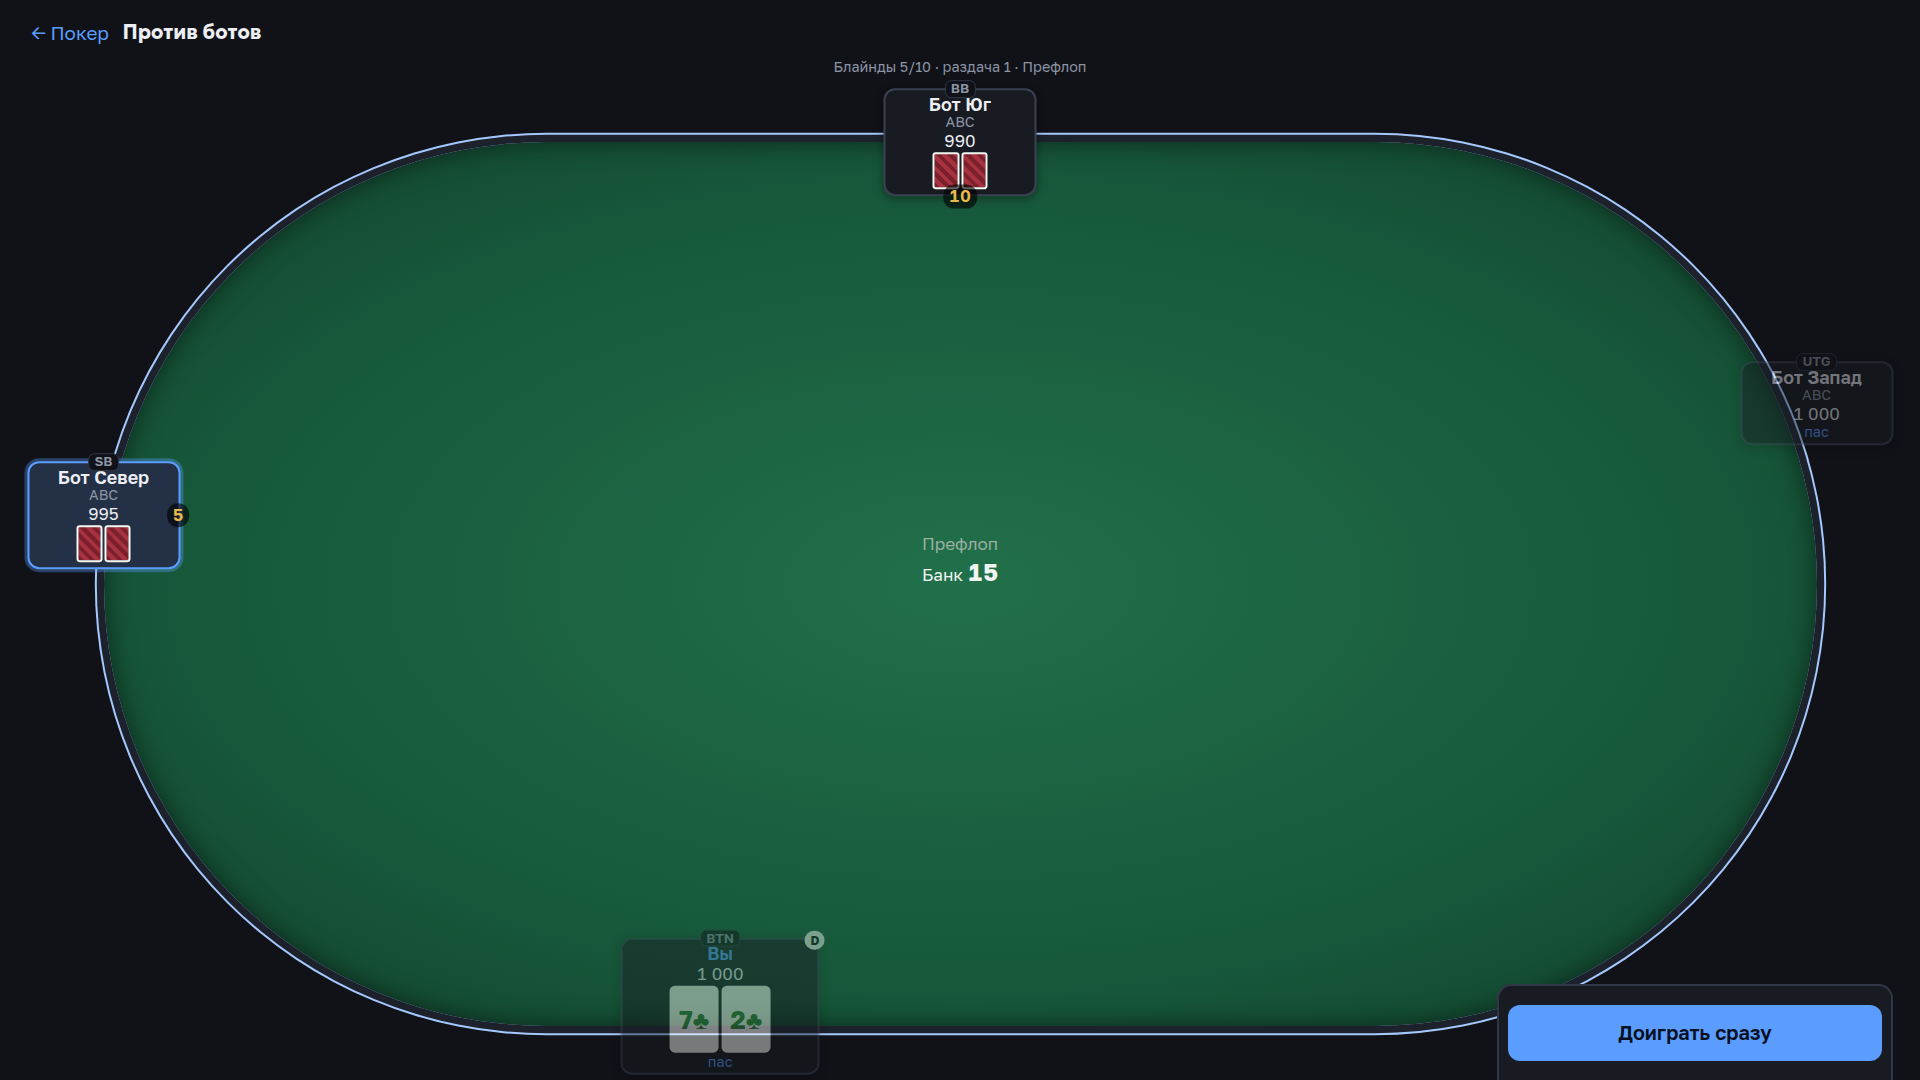 ← Покер Против ботов
Блайнды 5/10 · раздача 1 · Префлоп
BB
Бот Юг
ABC
990
10
UTG
Бот Запад
ABC
1 000
пас
SB
Бот Север
ABC
995
5
Префлоп
Банк 15
BTN
D
Вы
1 000
7♣ 2♣
пас
Доиграть сразу